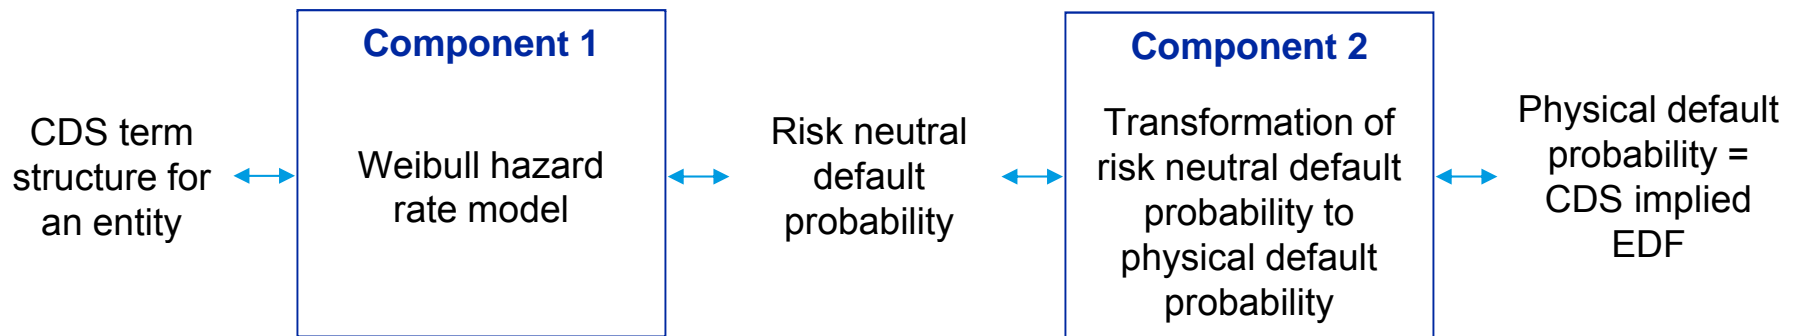 CDS term
structure for
an entity
Component 1
Weibull hazard
rate model
Risk neutral
default
probability
Component 2
Transformation of
risk neutral default
probability to
physical default
probability
Physical default
probability =
CDS implied
EDF